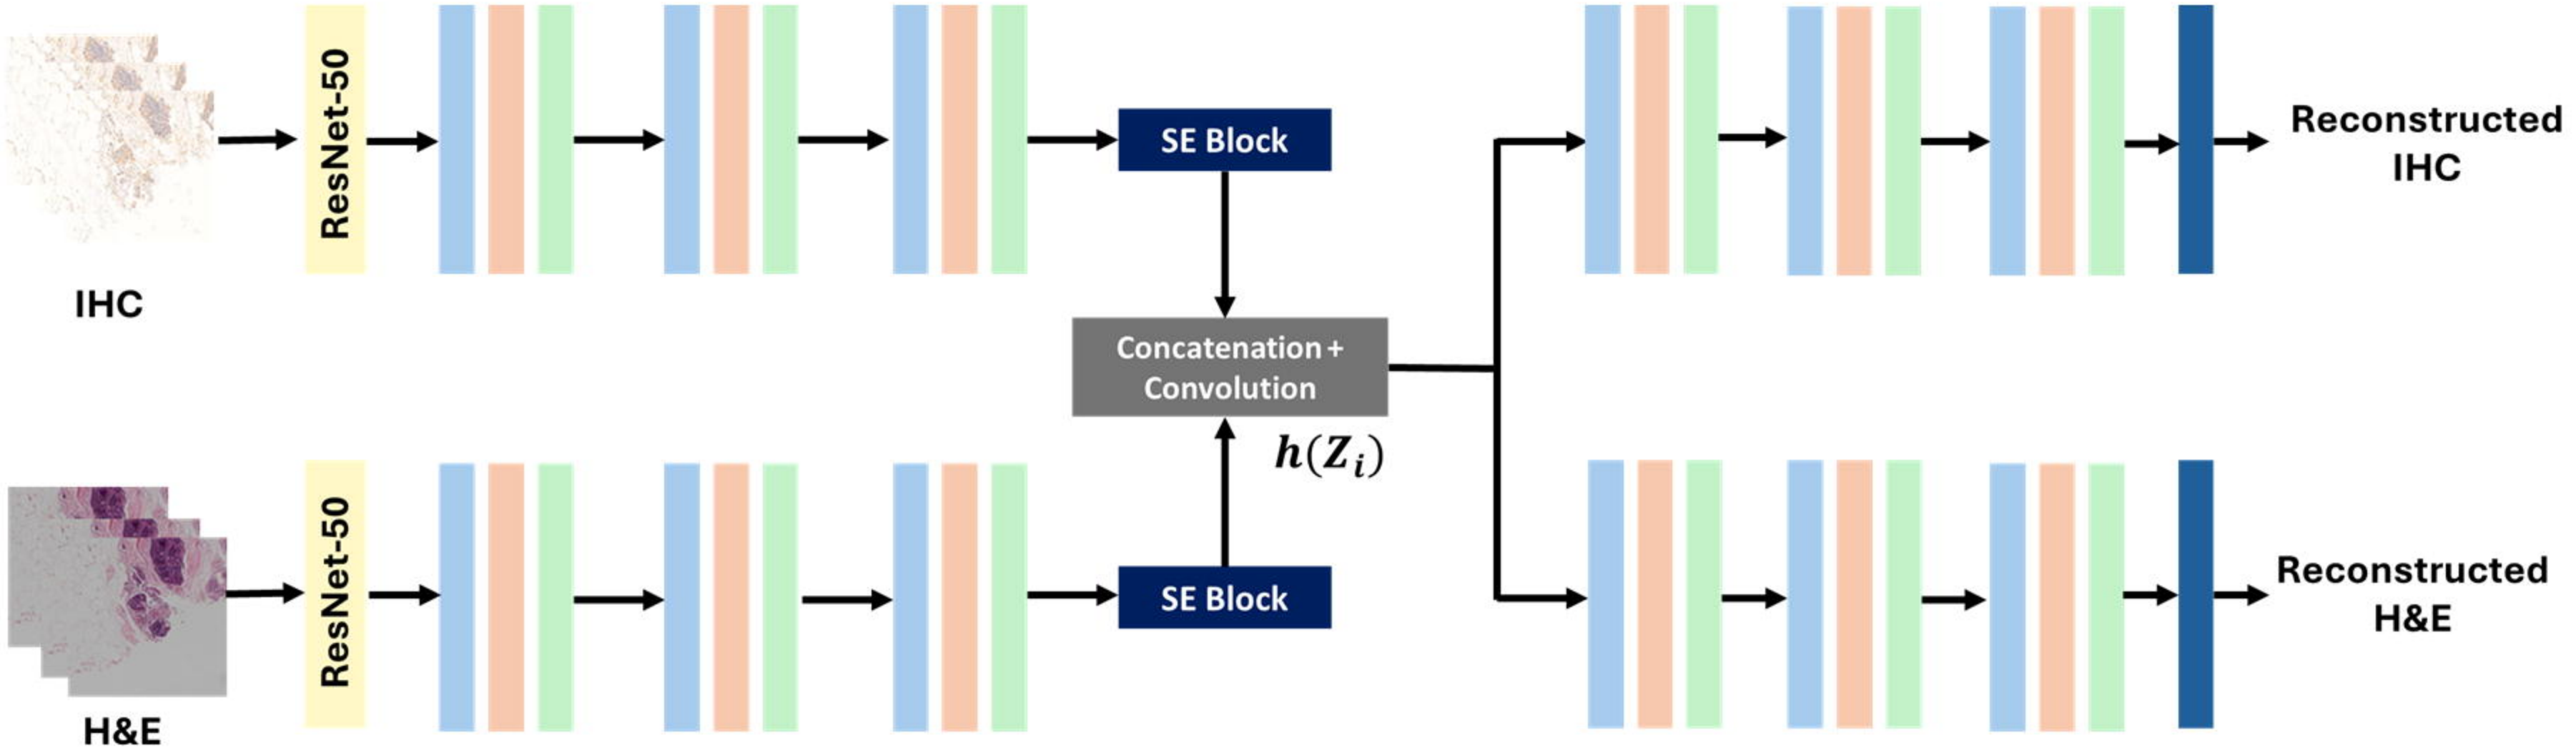 ResNet-50
SE Block
Reconstructed
IHC
IHC
Concatenation +
Convolution
h(Z_i)
ResNet-50
SE Block
Reconstructed
H&E
H&E